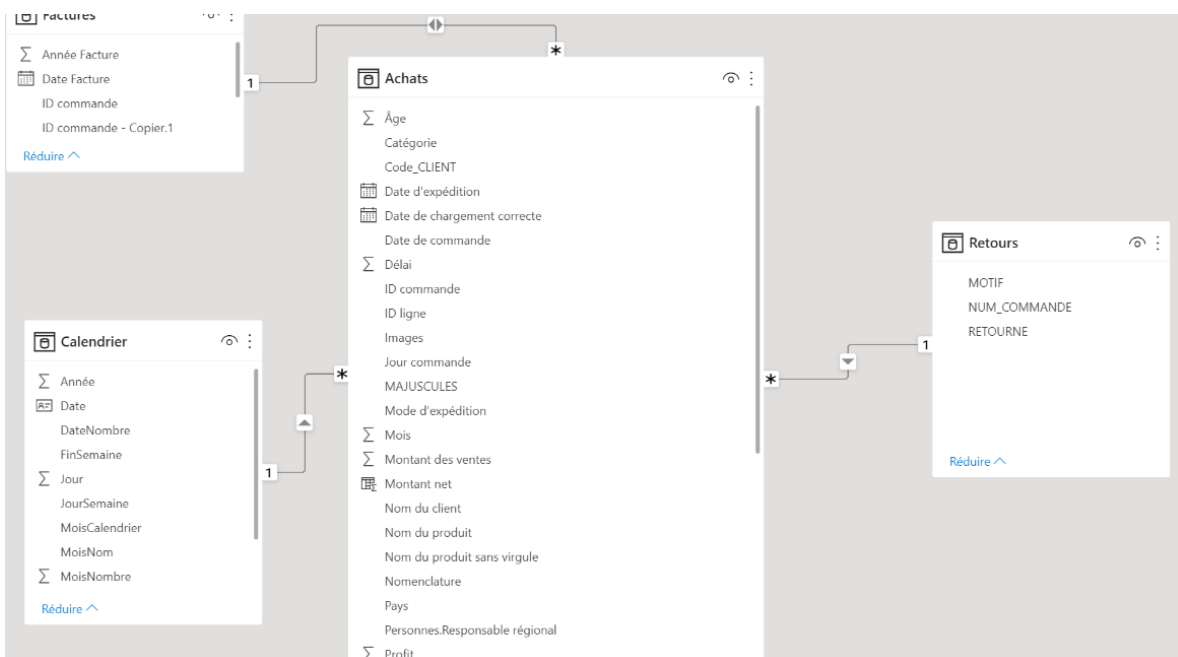 Factures
Année Facture
Date Facture
ID commande
ID commande - Copier.1
Réduire
1
*
Achats
Âge
Catégorie
Code_CLIENT
Date d'expédition
Date de chargement correcte
Date de commande
Délai
ID commande
ID ligne
Images
Jour commande
MAJUSCULES
Mode d'expédition
Mois
Montant des ventes
Montant net
Nom du client
Nom du produit
Nom du produit sans virgule
Nomenclature
Pays
Personnes.Responsable régional
Profit
Calendrier
Année
Date
DateNombre
FinSemaine
Jour
JourSemaine
MoisCalendrier
MoisNom
MoisNombre
Réduire
1
*
Retours
MOTIF
NUM_COMMANDE
RETOURNE
Réduire
1
*